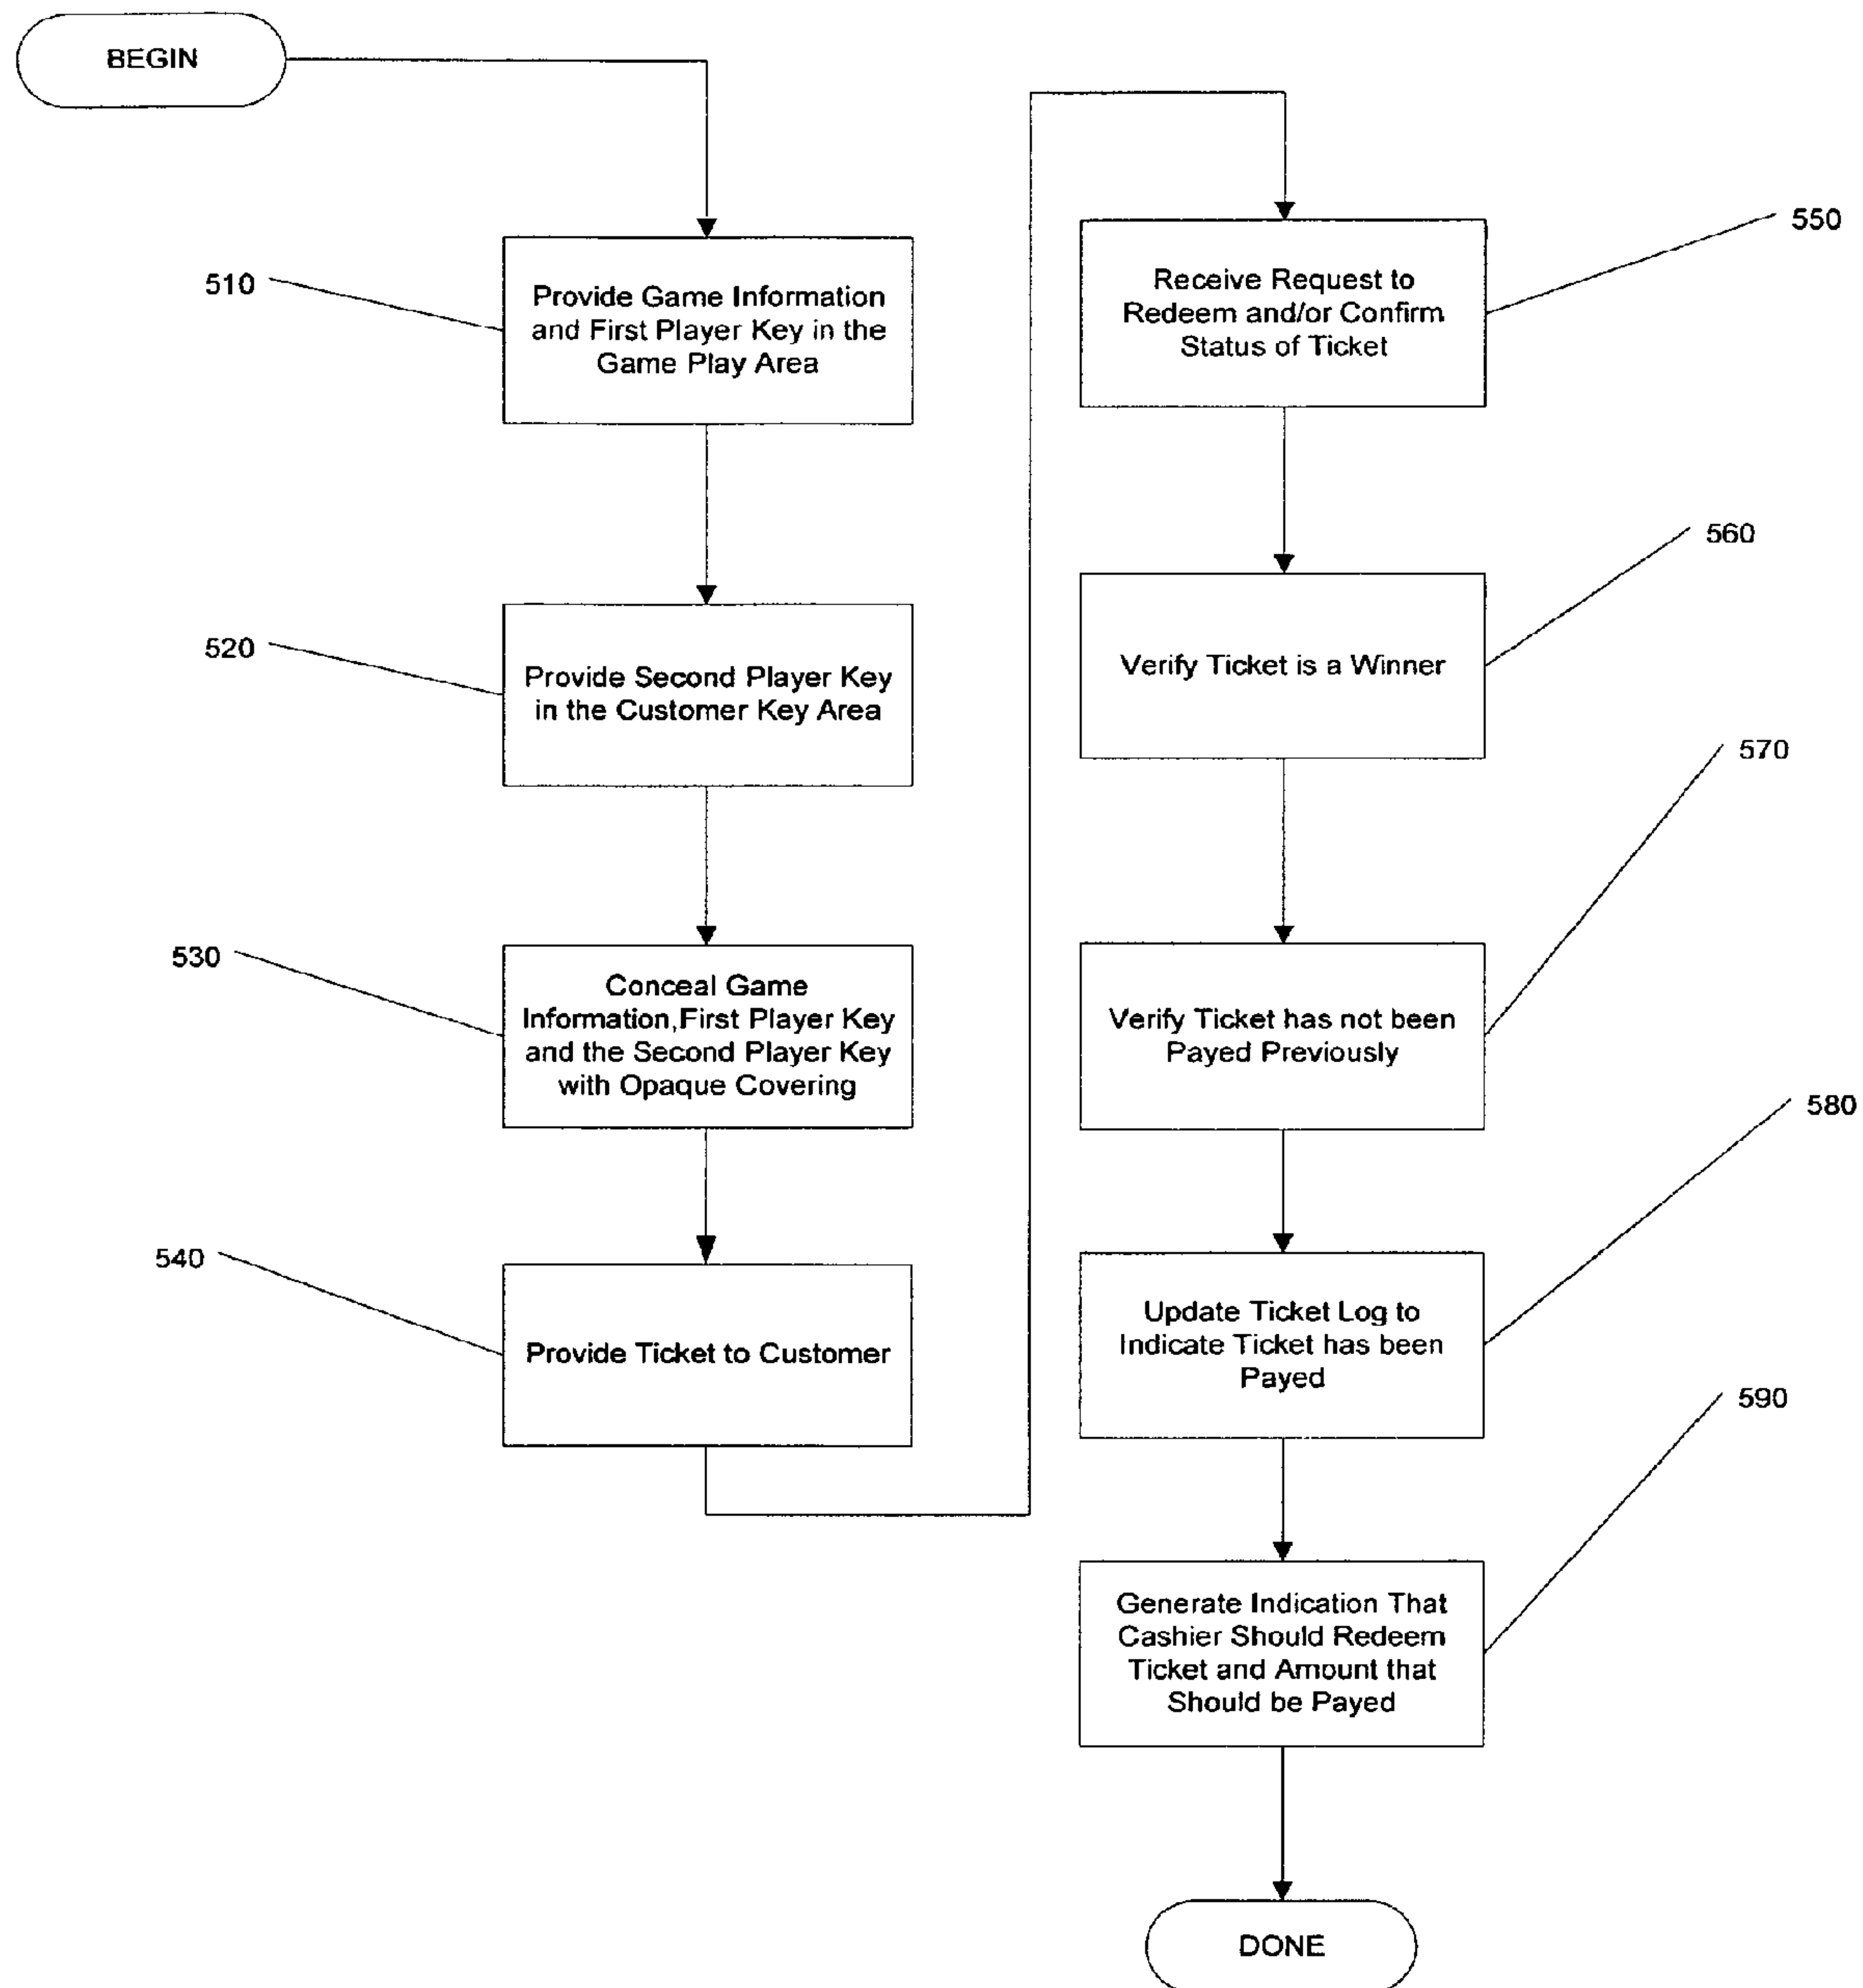 BEGIN
510
Provide Game Information
and First Player Key in the
Game Play Area
520
Provide Second Player Key
in the Customer Key Area
530
Conceal Game
Information,First Player Key
and the Second Player Key
with Opaque Covering
540
Provide Ticket to Customer
550
Receive Request to
Redeem and/or Confirm
Status of Ticket
560
Verify Ticket is a Winner
570
Verify Ticket has not been
Payed Previously
580
Update Ticket Log to
Indicate Ticket has been
Payed
590
Generate Indication That
Cashier Should Redeem
Ticket and Amount that
Should be Payed
DONE